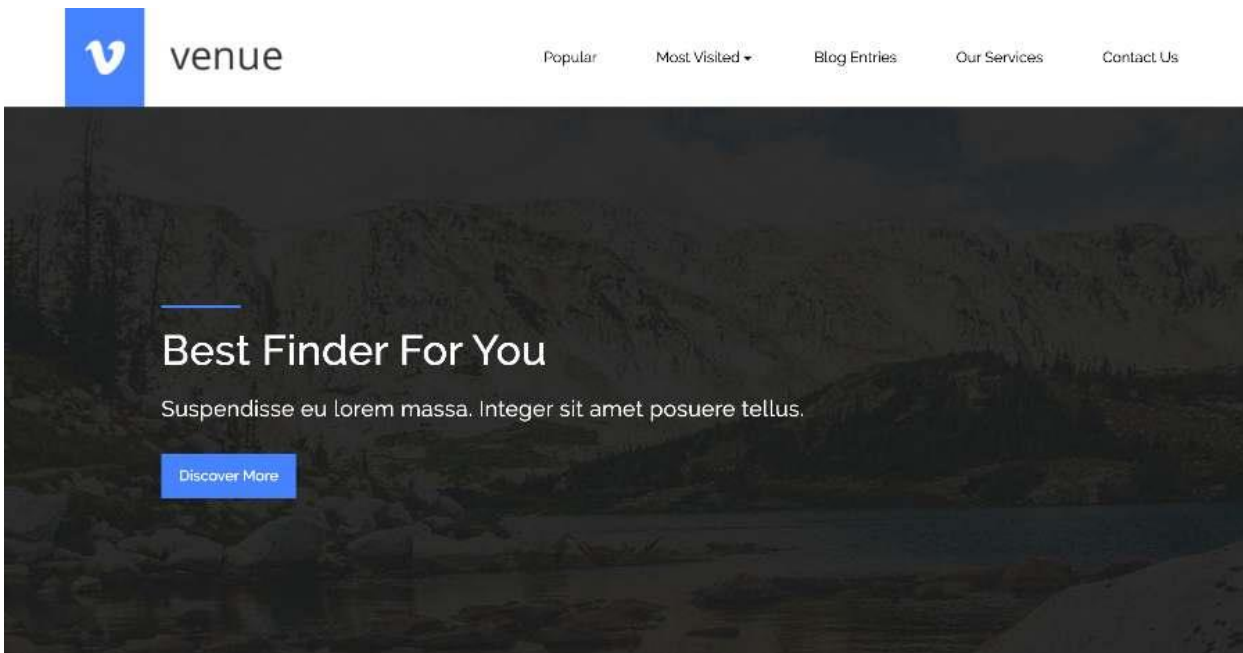 venue
Popular Most Visited Blog Entries Our Services Contact Us
Best Finder For You
Suspendisse eu lorem massa. Integer sit amet posuere tellus.
Discover More